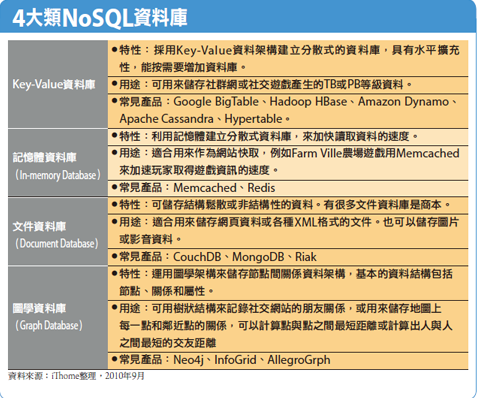 4大類NoSQL資料庫
Key-Value資料庫
●特性：採用Key-Value資料架構建立分散式的資料庫，具有水平擴充
性，能按需要增加資料庫。
●用途：可用來儲存社群網或社交遊戲產生的TB或PB等級資料。
●常見產品：Google BigTable、Hadoop HBase、Amazon Dynamo、
Apache Cassandra、Hypertable。
記憶體資料庫
（In-memory Database）
●特性：利用記憶體建立分散式資料庫，來加快讀取資料的速度。
●用途：適合用來作為網站快取，例如Farm Ville農場遊戲用Memcached
來加速玩家取得遊戲資訊的速度。
●常見產品：Memcached、Redis
文件資料庫
（Document Database）
●特性：可儲存結構鬆散或非結構性的資料。有很多文件資料庫是商本。
●用途：適合用來儲存網頁資料或各種XML格式的文件。也可以儲存圖片
或影音資料。
●常見產品：CouchDB、MongoDB、Riak
圖學資料庫
（Graph Database）
●特性：運用圖學架構來儲存節點間關係資料架構，基本的資料結構包括
節點、關係和屬性。
●用途：可用樹狀結構來記錄社交網站的朋友關係，或用來儲存地圖上
每一點和鄰近點的關係，可以計算點與點之間最短距離或計算出人與人
之間最短的交友距離
●常見產品：Neo4j、InfoGrid、AllegroGrph
資料來源：iThome整理，2010年9月